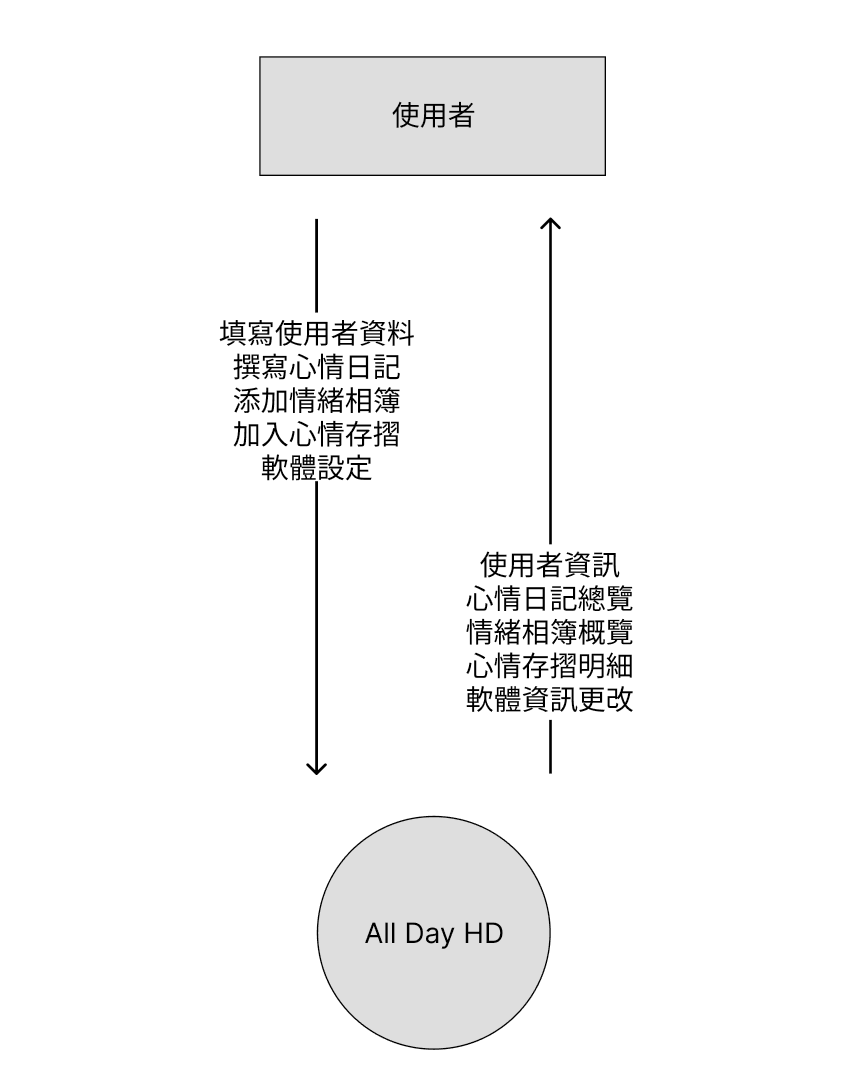 使用者
填寫使用者資料
撰寫心情日記
添加情緒相簿
加入心情存摺
軟體設定
使用者資訊
心情日記總覽
情緒相簿概覽
心情存摺明細
軟體資訊更改
All Day HD